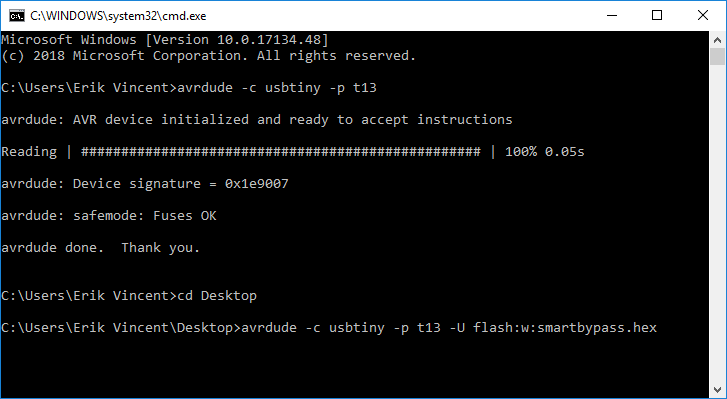 C:\WINDOWS\system32\cmd.exe
Microsoft Windows [Version 10.0.17134.48]
(c) 2018 Microsoft Corporation. All rights reserved.
C:\Users\Erik Vincent>avrdude -c usbtiny -p t13
avrdude: AVR device initialized and ready to accept instructions
Reading | ################################################## | 100% 0.05s
avrdude: Device signature = 0x1e9007
avrdude: safemode: Fuses OK
avrdude done.  Thank you.
C:\Users\Erik Vincent>cd Desktop
C:\Users\Erik Vincent\Desktop>avrdude -c usbtiny -p t13 -U flash:w:smartbypass.hex